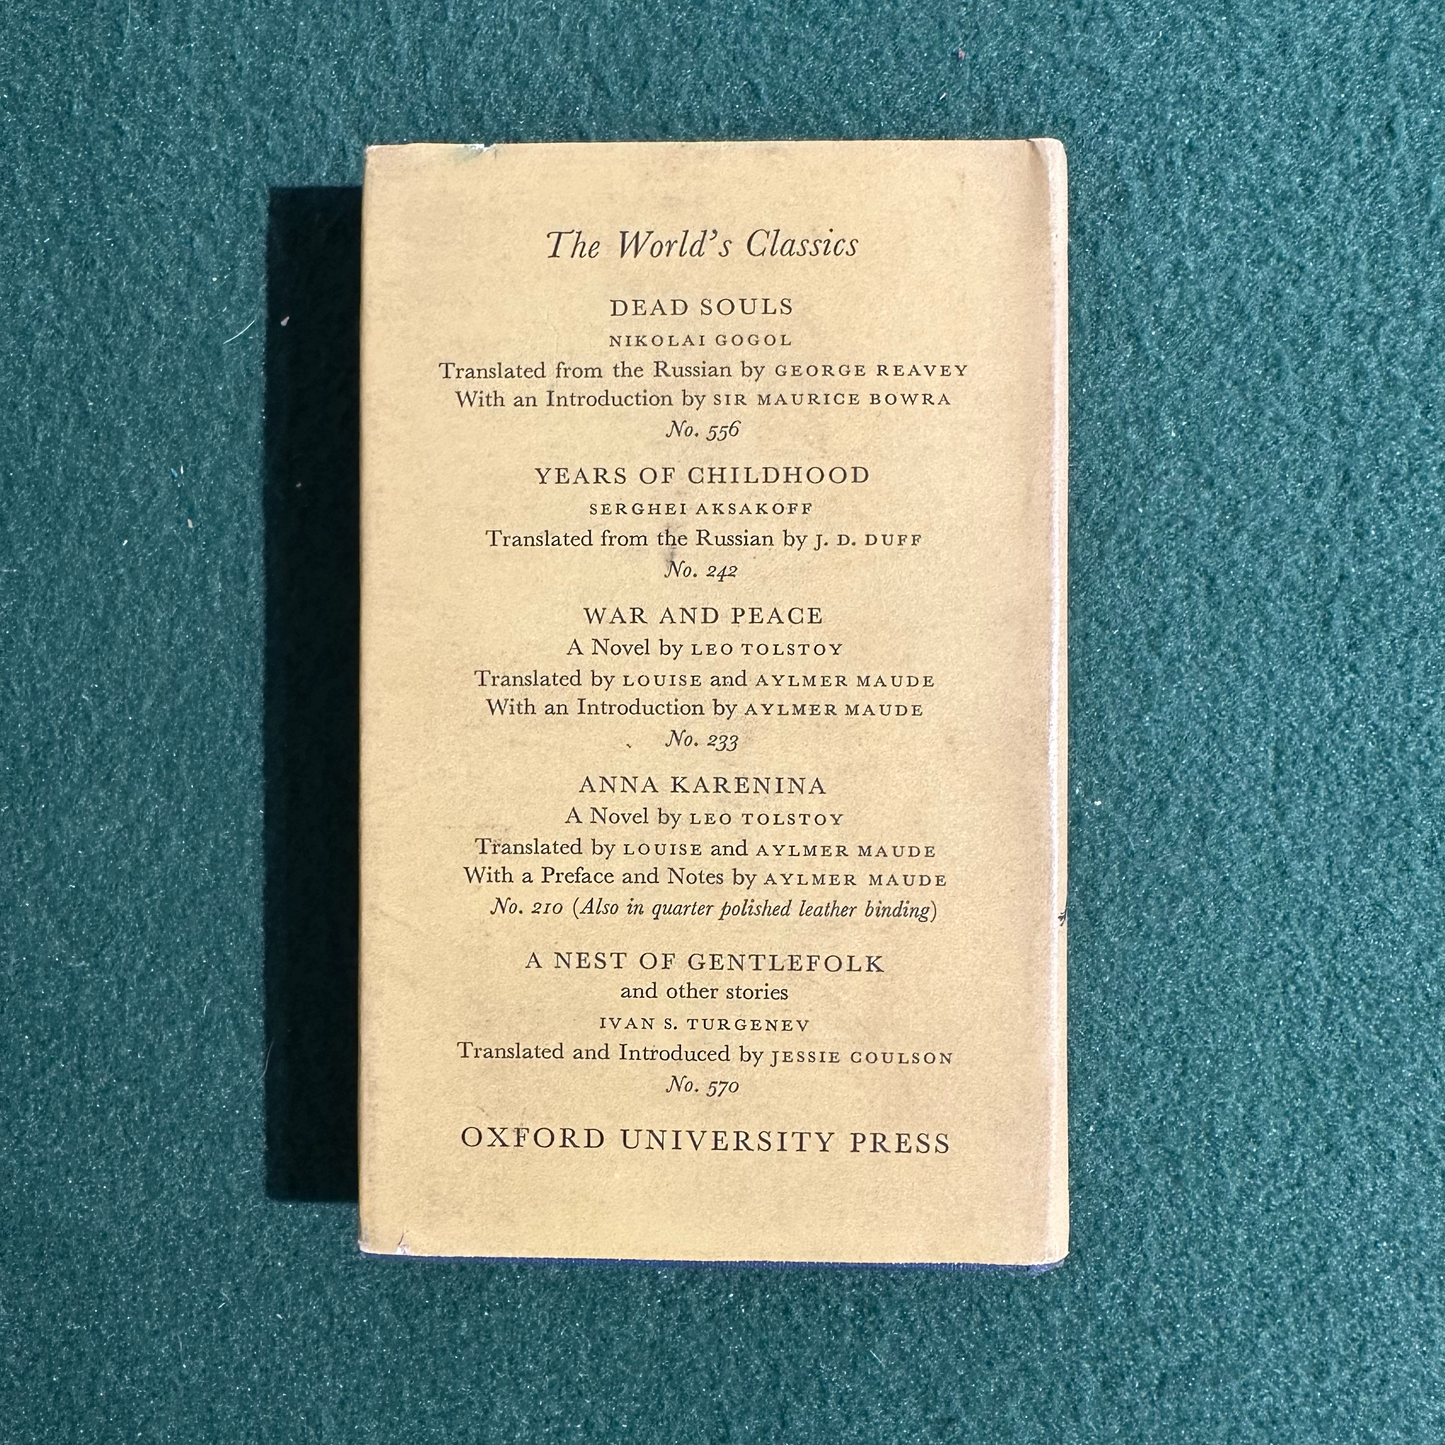 The World's Classics
DEAD SOULS
NIKOLAI GOGOL
Translated from the Russian by GEORGE REAVEY
With an Introduction by SIR MAURICE BOWRA
No. 556
YEARS OF CHILDHOOD
SERGHEI AKSAKOFF
Translated from the Russian by J. D. DUFF
No. 242
WAR AND PEACE
A Novel by LEO TOLSTOY
Translated by LOUISE and AYLMER MAUDE
With an Introduction by AYLMER MAUDE
No. 233
ANNA KARENINA
A Novel by LEO TOLSTOY
Translated by LOUISE and AYLMER MAUDE
With a Preface and Notes by AYLMER MAUDE
No. 210 (Also in quarter polished leather binding)
A NEST OF GENTLEFOLK
and other stories
IVAN S. TURGENEV
Translated and Introduced by JESSIE COULSON
No. 570
OXFORD UNIVERSITY PRESS